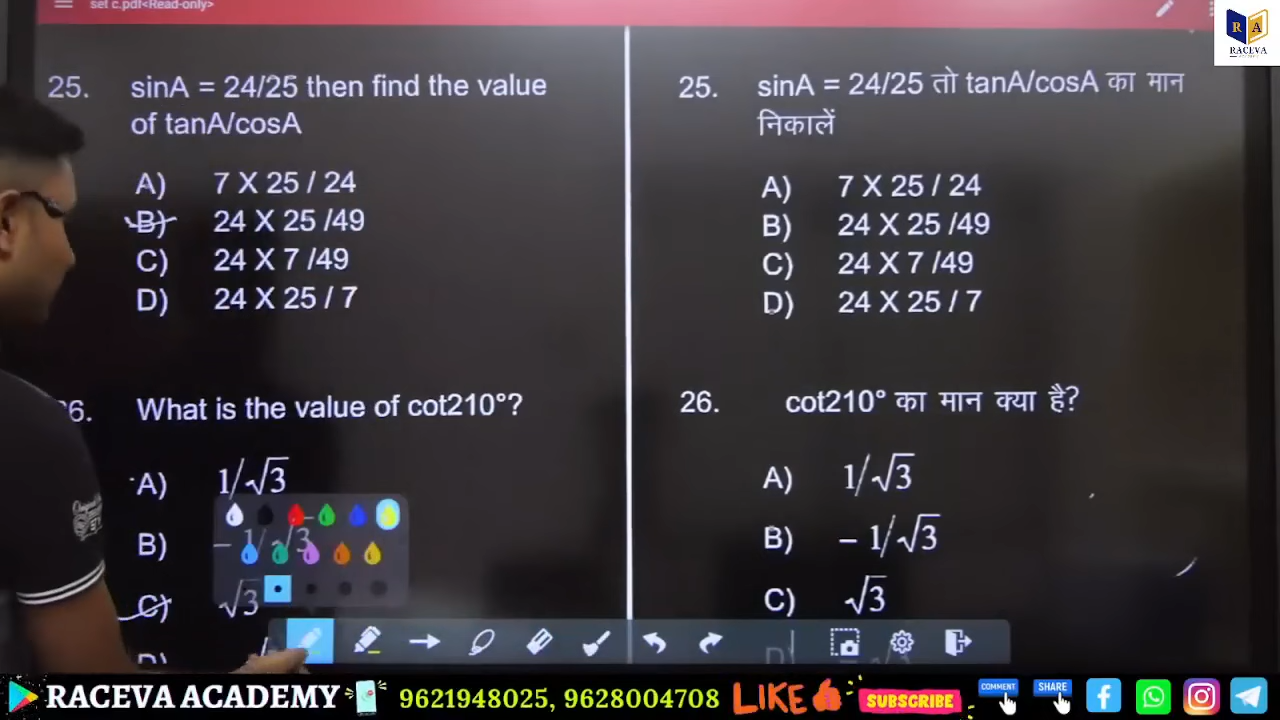 set c.pdf<Read-only>
R A
RACEVA
25. sinA = 24/25 then find the value
of tanA/cosA
A) 7 X 25 / 24
B) 24 X 25 /49
C) 24 X 7 /49
D) 24 X 25 / 7
26. What is the value of cot210°?
A) 1/√3
B) – 1/√3
C) √3
D)
25. sinA = 24/25 तो tanA/cosA का मान
निकालें
A) 7 X 25 / 24
B) 24 X 25 /49
C) 24 X 7 /49
D) 24 X 25 / 7
26. cot210° का मान क्या है?
A) 1/√3
B) – 1/√3
C) √3
D)
RACEVA ACADEMY 9621948025, 9628004708 LIKE SUBSCRIBE COMMENT SHARE